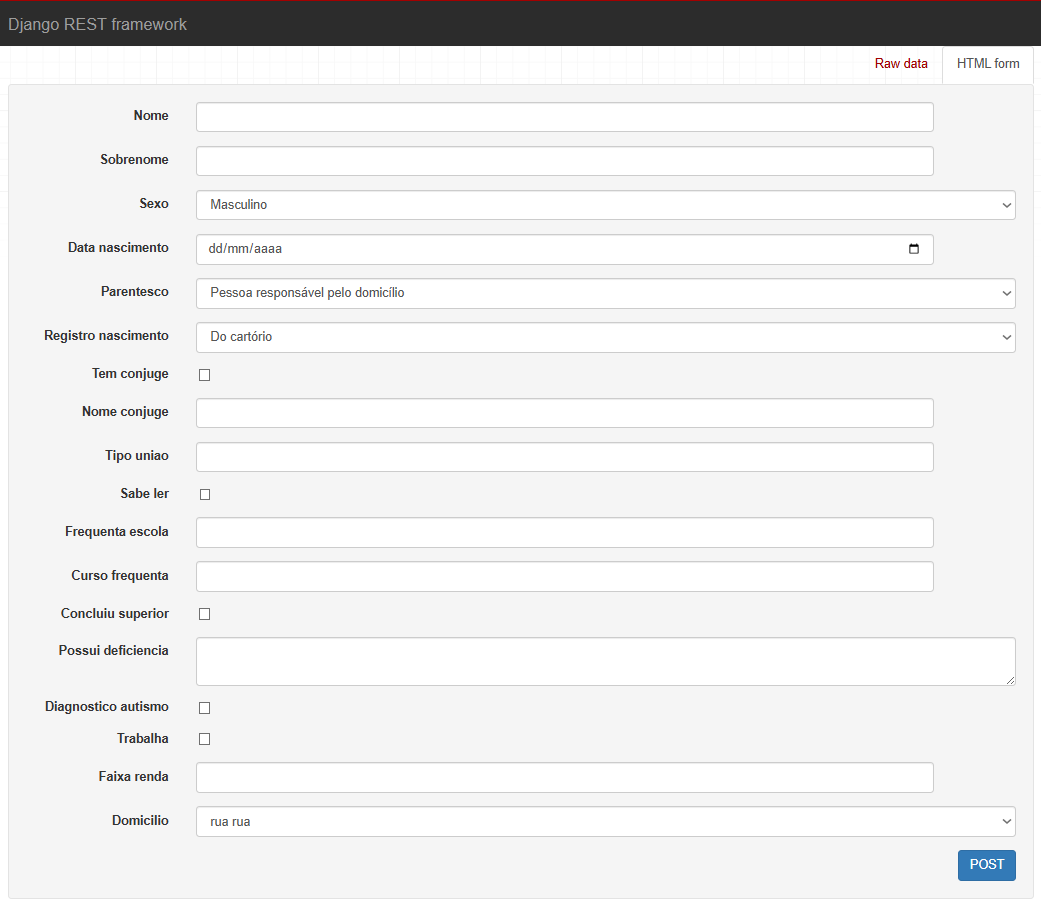 Django REST framework
Raw data
HTML form
Nome
Sobrenome
Sexo
Masculino
Data nascimento
dd/mm/aaaa
Parentesco
Pessoa responsável pelo domicílio
Registro nascimento
Do cartório
Tem conjuge
Nome conjuge
Tipo uniao
Sabe ler
Frequenta escola
Curso frequenta
Concluiu superior
Possui deficiencia
Diagnostico autismo
Trabalha
Faixa renda
Domicilio
rua rua
POST